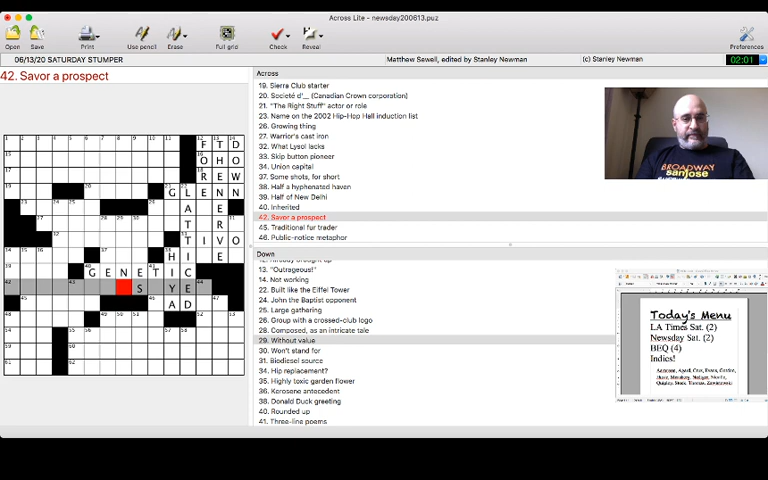 Across Lite - newsday200613.puz
Open
Save
Print
Use pencil
Erase
Full grid
Check
Reveal
Preferences
06/13/20 SATURDAY STUMPER
Matthew Sewell, edited by Stanley Newman
(c) Stanley Newman
02:01
42. Savor a prospect
F T D
O H O
R E W
G L E N N
A R
T N E
T I V O
H I V
G E N E T I C E
S Y E
A D
Across
19. Sierra Club starter
20. Societé d'__ (Canadian Crown corporation)
21. "The Right Stuff" actor or role
23. Name on the 2002 Hip-Hop Hall induction list
26. Growing thing
27. Warrior's cast iron
32. What Lysol lacks
33. Skip button pioneer
34. Union capital
37. Some shots, for short
38. Half a hyphenated haven
39. Half of New Delhi
40. Inherited
42. Savor a prospect
45. Traditional fur trader
46. Public-notice metaphor
Down
13. "Outrageous!"
14. Not working
22. Built like the Eiffel Tower
24. John the Baptist opponent
25. Large gathering
26. Group with a crossed-club logo
28. Composed, as an intricate tale
29. Without value
30. Won't stand for
31. Biodiesel source
34. Hip replacement?
35. Highly toxic garden flower
36. Kerosene antecedent
38. Donald Duck greeting
40. Rounded up
41. Three-line poems
BROADWAY
sanjose
Today's Menu
LA Times Sat. (2)
Newsday Sat. (2)
BEQ (4)
Indies!